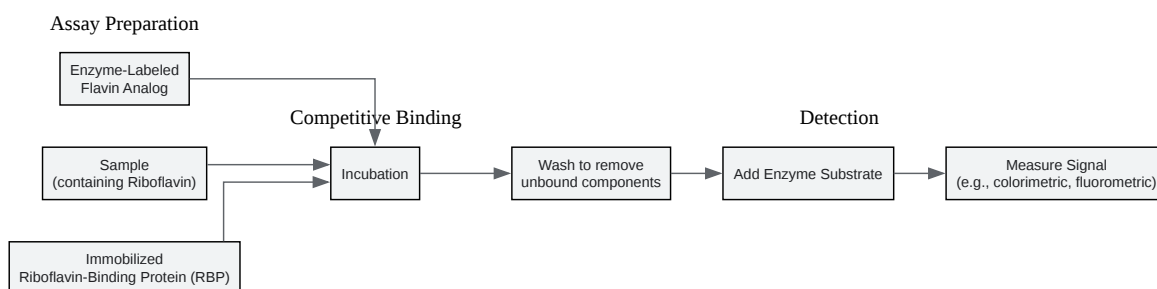 Assay Preparation
Enzyme-Labeled
Flavin Analog
Competitive Binding
Detection
Sample
(containing Riboflavin)
Incubation
Wash to remove
unbound components
Add Enzyme Substrate
Measure Signal
(e.g., colorimetric, fluorometric)
Immobilized
Riboflavin-Binding Protein (RBP)